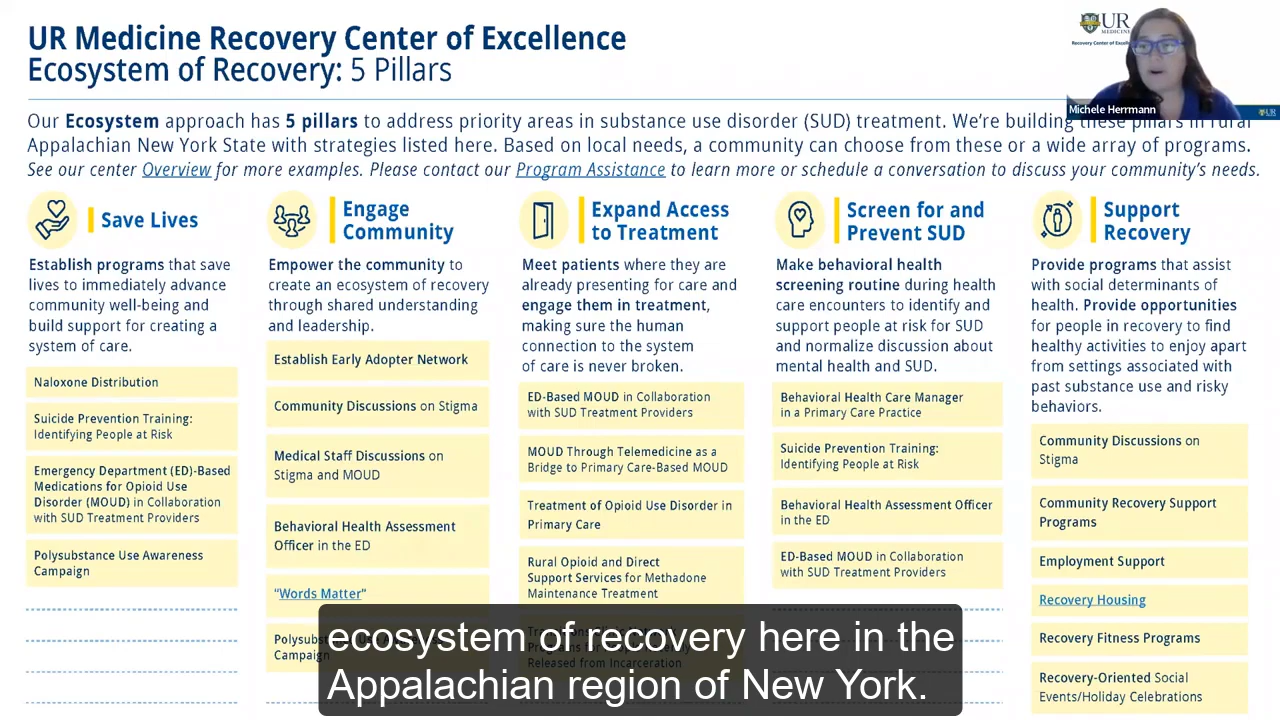 UR Medicine Recovery Center of Excellence
Ecosystem of Recovery: 5 Pillars
UR
MEDICINE
Michele Herrmann
UR
Our Ecosystem approach has 5 pillars to address priority areas in substance use disorder (SUD) treatment. We're building these pillars in rural
Appalachian New York State with strategies listed here. Based on local needs, a community can choose from these or a wide array of programs.
See our center Overview for more examples. Please contact our Program Assistance to learn more or schedule a conversation to discuss your community's needs.
Save Lives
Establish programs that save
lives to immediately advance
community well-being and
build support for creating a
system of care.
Naloxone Distribution
Suicide Prevention Training:
Identifying People at Risk
Emergency Department (ED)-Based
Medications for Opioid Use
Disorder (MOUD) in Collaboration
with SUD Treatment Providers
Polysubstance Use Awareness
Campaign
Engage
Community
Empower the community to
create an ecosystem of recovery
through shared understanding
and leadership.
Establish Early Adopter Network
Community Discussions on Stigma
Medical Staff Discussions on
Stigma and MOUD
Behavioral Health Assessment
Officer in the ED
"Words Matter"
Campaign
Expand Access
to Treatment
Meet patients where they are
already presenting for care and
engage them in treatment,
making sure the human
connection to the system
of care is never broken.
ED-Based MOUD in Collaboration
with SUD Treatment Providers
MOUD Through Telemedicine as a
Bridge to Primary Care-Based MOUD
Treatment of Opioid Use Disorder in
Primary Care
Rural Opioid and Direct
Support Services for Methadone
Maintenance Treatment
Released from Incarceration
Screen for and
Prevent SUD
Make behavioral health
screening routine during health
care encounters to identify and
support people at risk for SUD
and normalize discussion about
mental health and SUD.
Behavioral Health Care Manager
in a Primary Care Practice
Suicide Prevention Training:
Identifying People at Risk
Behavioral Health Assessment Officer
in the ED
ED-Based MOUD in Collaboration
with SUD Treatment Providers
Support
Recovery
Provide programs that assist
with social determinants of
health. Provide opportunities
for people in recovery to find
healthy activities to enjoy apart
from settings associated with
past substance use and risky
behaviors.
Community Discussions on
Stigma
Community Recovery Support
Programs
Employment Support
Recovery Housing
Recovery Fitness Programs
Recovery-Oriented Social
Events/Holiday Celebrations
ecosystem of recovery here in the
Appalachian region of New York.